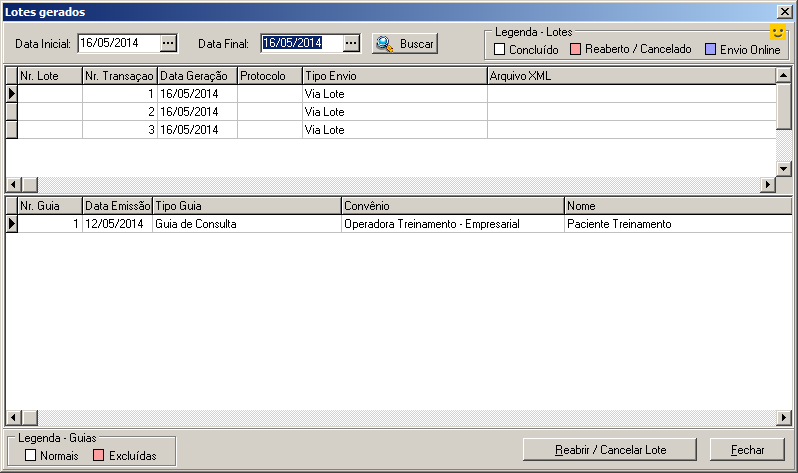 Lotes gerados
Data Inicial: 16/05/2014 ... Data Final: 16/05/2014 ... Buscar
Legenda - Lotes
Concluído Reaberto / Cancelado Envio Online
Nr. Lote Nr. Transaçao Data Geração Protocolo Tipo Envio Arquivo XML
1 16/05/2014 Via Lote
2 16/05/2014 Via Lote
3 16/05/2014 Via Lote
Nr. Guia Data Emissão Tipo Guia Convênio Nome
1 12/05/2014 Guia de Consulta Operadora Treinamento - Empresarial Paciente Treinamento
Legenda - Guias
Normais Excluídas
Reabrir / Cancelar Lote Fechar